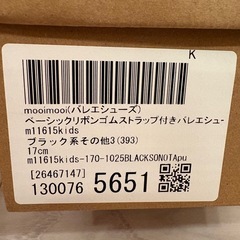 K
mooimooi(バレエシューズ)
ベーシックリボンゴムストラップ付きバレエシュ-
m11615kids
ブラック系その他3(393)
17cm
m11615kids-170-1025BLACKSONOTApu
[26467147]
130076 5651